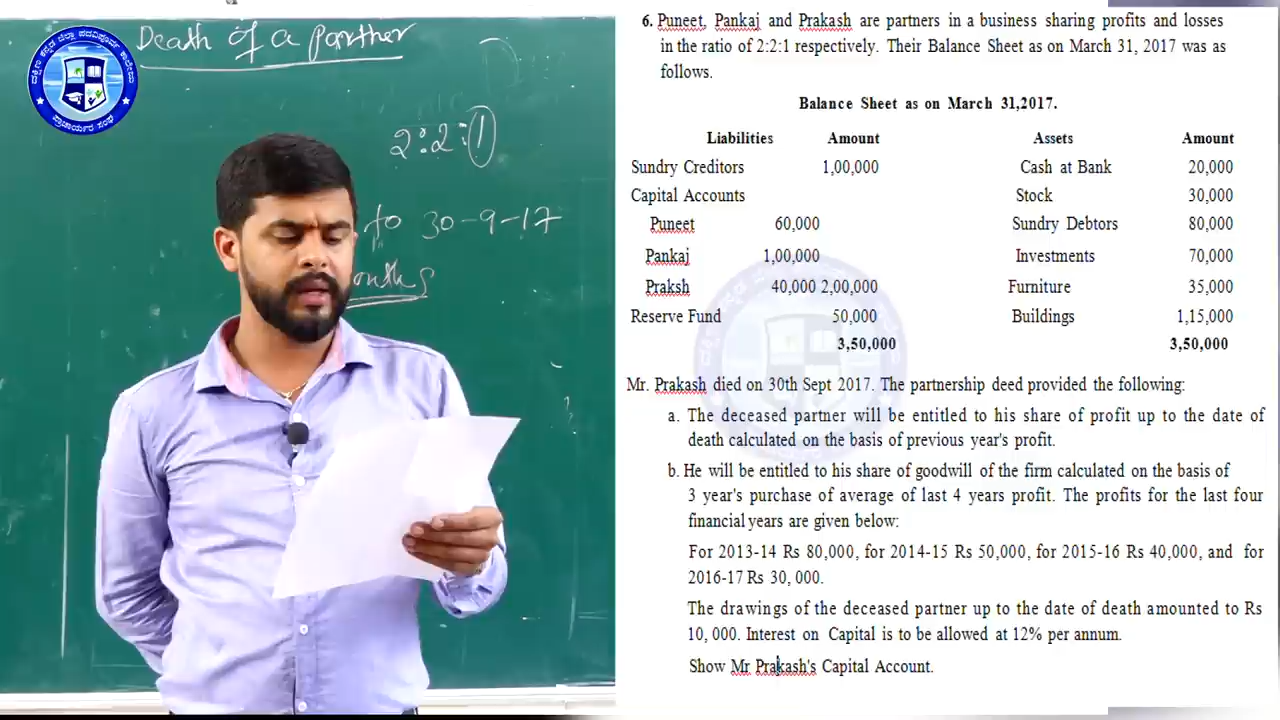 Death of a partner
2:2:1
to 30-9-17
onths
ಪ್ರಾಚಾರ್ಯರ ಸಂಘ
6. Puneet, Pankaj and Prakash are partners in a business sharing profits and losses
in the ratio of 2:2:1 respectively. Their Balance Sheet as on March 31, 2017 was as
follows.
Balance Sheet as on March 31,2017.
Liabilities Amount Assets Amount
Sundry Creditors 1,00,000 Cash at Bank 20,000
Capital Accounts Stock 30,000
Puneet 60,000 Sundry Debtors 80,000
Pankaj 1,00,000 Investments 70,000
Praksh 40,000 2,00,000 Furniture 35,000
Reserve Fund 50,000 Buildings 1,15,000
3,50,000 3,50,000
Mr. Prakash died on 30th Sept 2017. The partnership deed provided the following:
a. The deceased partner will be entitled to his share of profit up to the date of
death calculated on the basis of previous year's profit.
b. He will be entitled to his share of goodwill of the firm calculated on the basis of
3 year's purchase of average of last 4 years profit. The profits for the last four
financial years are given below:
For 2013-14 Rs 80,000, for 2014-15 Rs 50,000, for 2015-16 Rs 40,000, and for
2016-17 Rs 30, 000.
The drawings of the deceased partner up to the date of death amounted to Rs
10, 000. Interest on Capital is to be allowed at 12% per annum.
Show Mr Prakash's Capital Account.